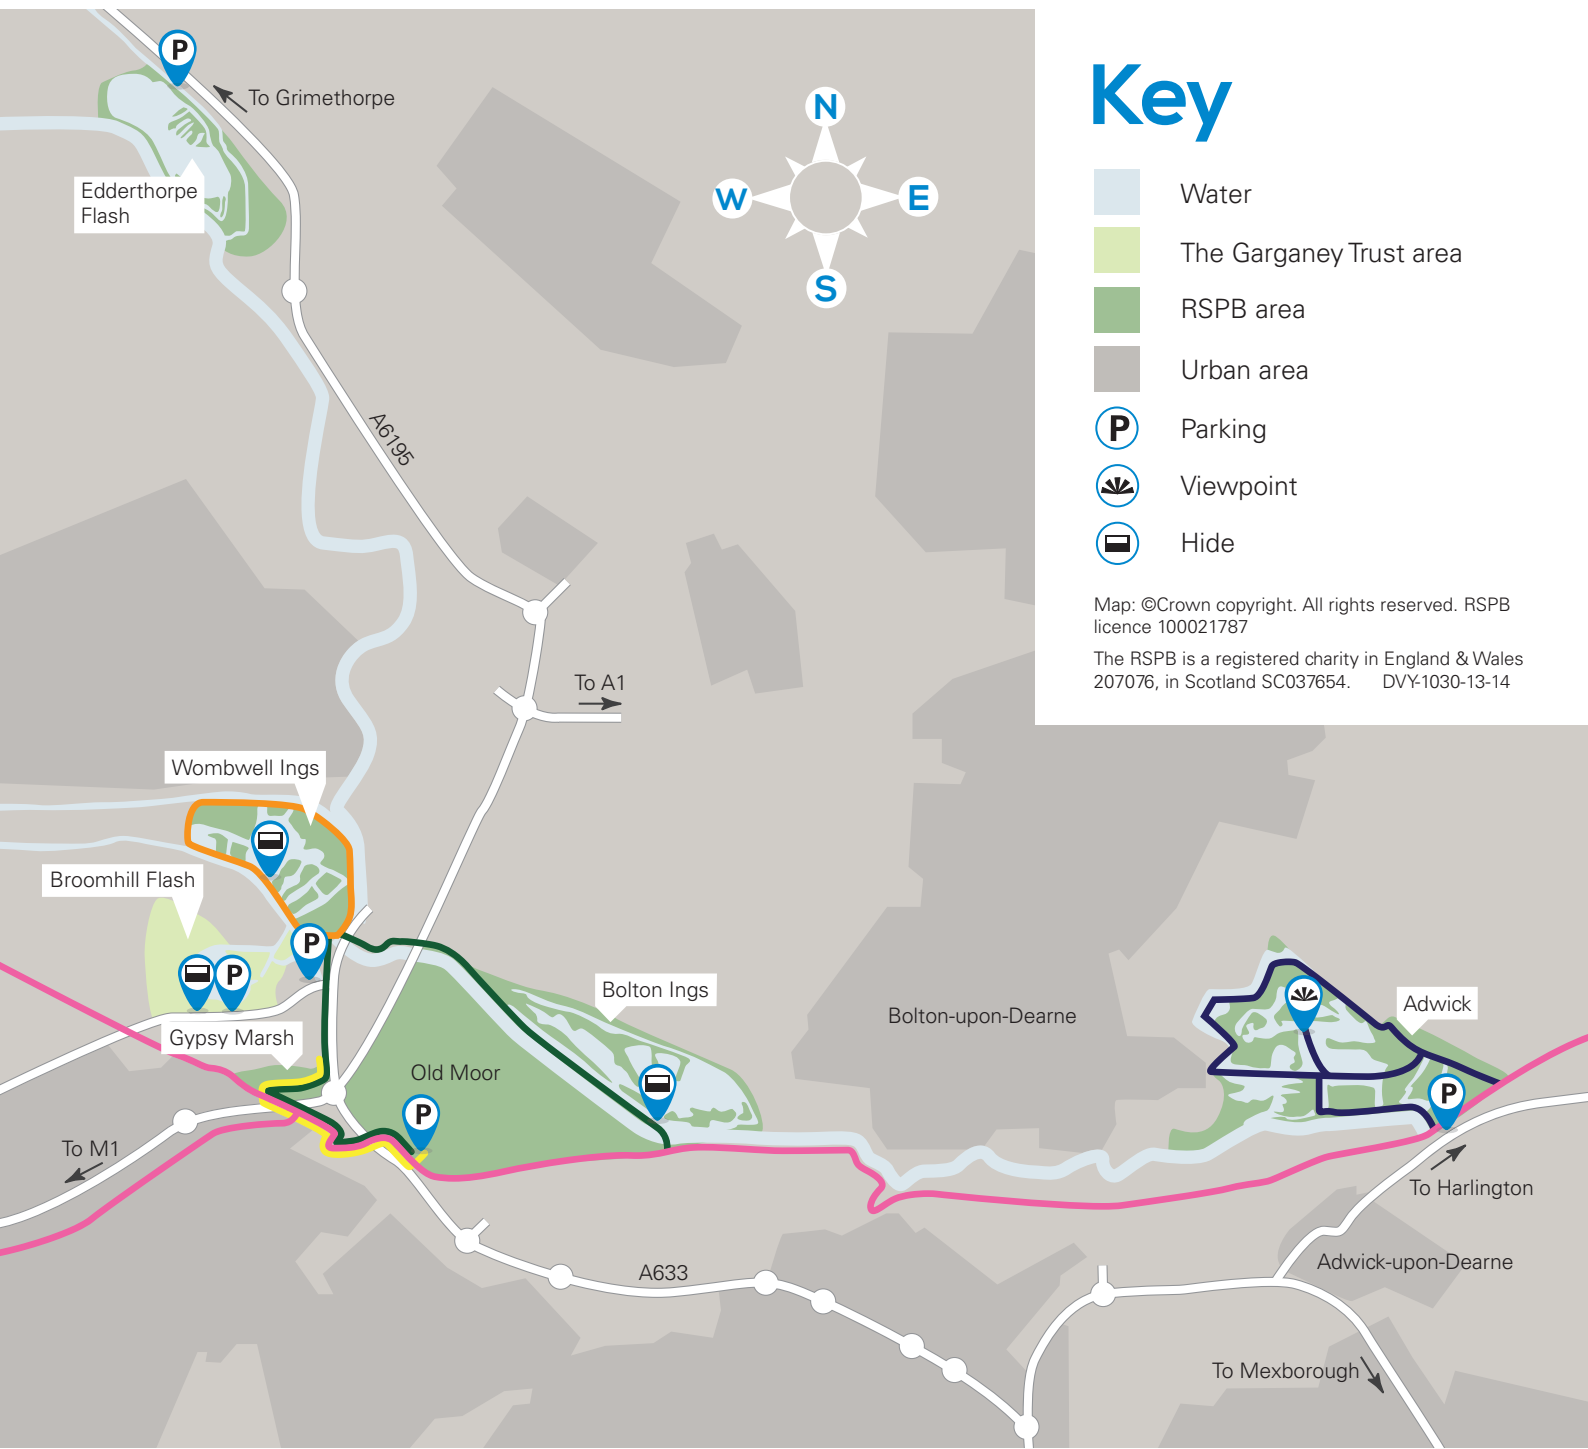 P
To Grimethorpe
Edderthorpe
Flash
N
W
E
S
A6195
To A1
Wombwell Ings
Broomhill Flash
P
P
Gypsy Marsh
Old Moor
P
Bolton Ings
To M1
A633
Bolton-upon-Dearne
Adwick
P
To Harlington
Adwick-upon-Dearne
To Mexborough
Key
Water
The Garganey Trust area
RSPB area
Urban area
P
Parking
Viewpoint
Hide
Map: ©Crown copyright. All rights reserved. RSPB
licence 100021787
The RSPB is a registered charity in England & Wales
207076, in Scotland SC037654. DVY-1030-13-14